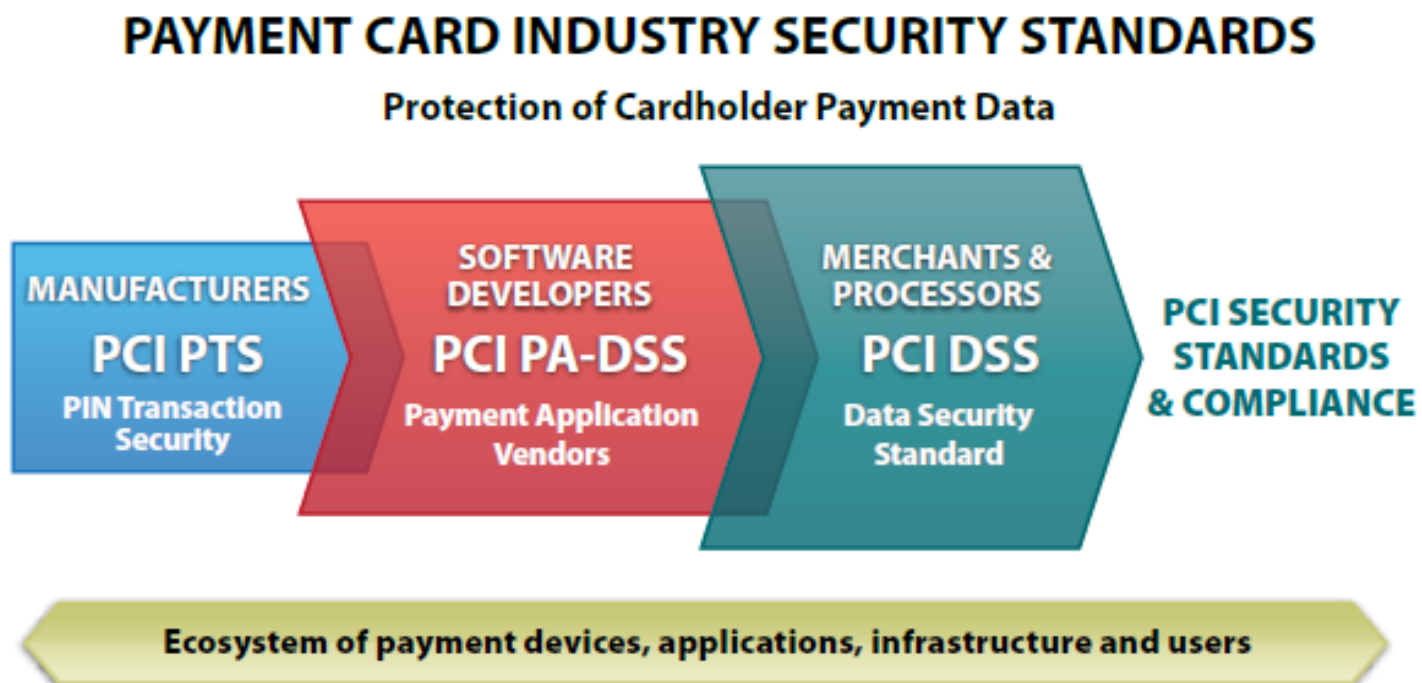 PAYMENT CARD INDUSTRY SECURITY STANDARDS
Protection of Cardholder Payment Data
MANUFACTURERS
PCI PTS
PIN Transaction
Security
SOFTWARE
DEVELOPERS
PCI PA-DSS
Payment Application
Vendors
MERCHANTS &
PROCESSORS
PCI DSS
Data Security
Standard
PCI SECURITY
STANDARDS
& COMPLIANCE
Ecosystem of payment devices, applications, infrastructure and users